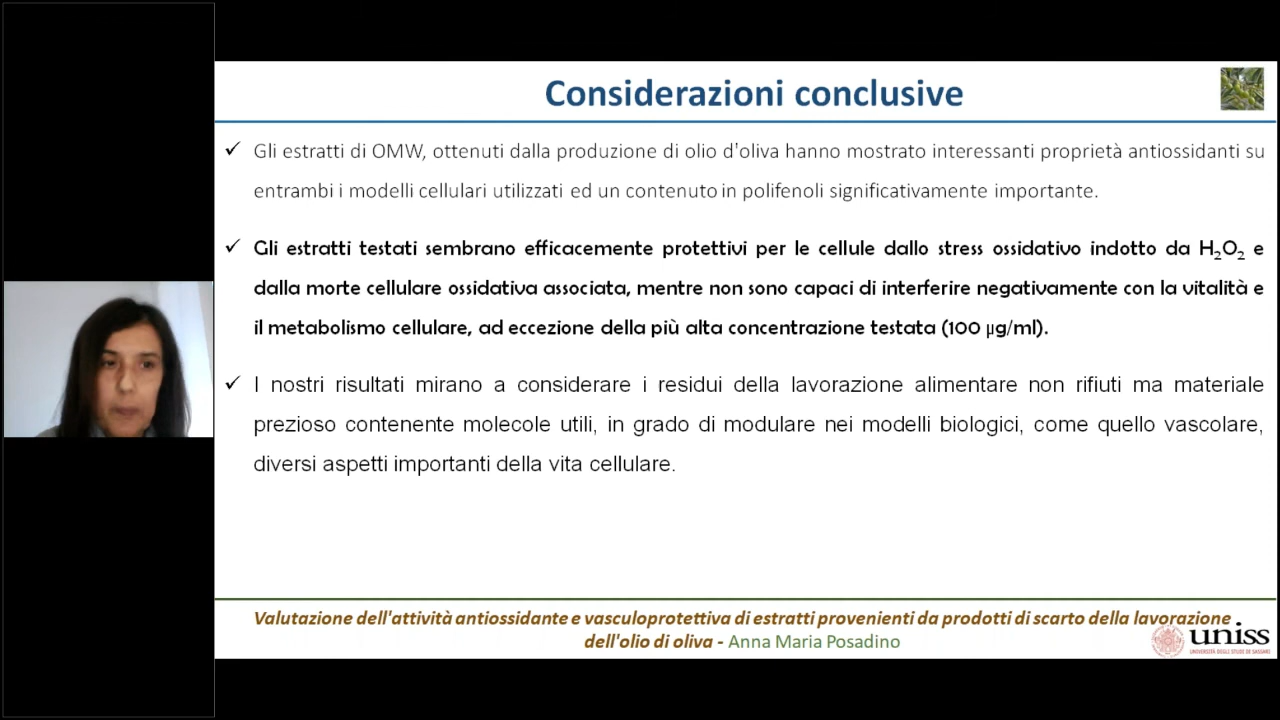 Considerazioni conclusive
✓ Gli estratti di OMW, ottenuti dalla produzione di olio d'oliva hanno mostrato interessanti proprietà antiossidanti su
entrambi i modelli cellulari utilizzati ed un contenuto in polifenoli significativamente importante.
✓ Gli estratti testati sembrano efficacemente protettivi per le cellule dallo stress ossidativo indotto da H₂O₂ e
dalla morte cellulare ossidativa associata, mentre non sono capaci di interferire negativamente con la vitalità e
il metabolismo cellulare, ad eccezione della più alta concentrazione testata (100 µg/ml).
✓ I nostri risultati mirano a considerare i residui della lavorazione alimentare non rifiuti ma materiale
prezioso contenente molecole utili, in grado di modulare nei modelli biologici, come quello vascolare,
diversi aspetti importanti della vita cellulare.
Valutazione dell'attività antiossidante e vasculoprotettiva di estratti provenienti da prodotti di scarto della lavorazione
dell'olio di oliva - Anna Maria Posadino
uniss
UNIVERSITÀ DEGLI STUDI DI SASSARI